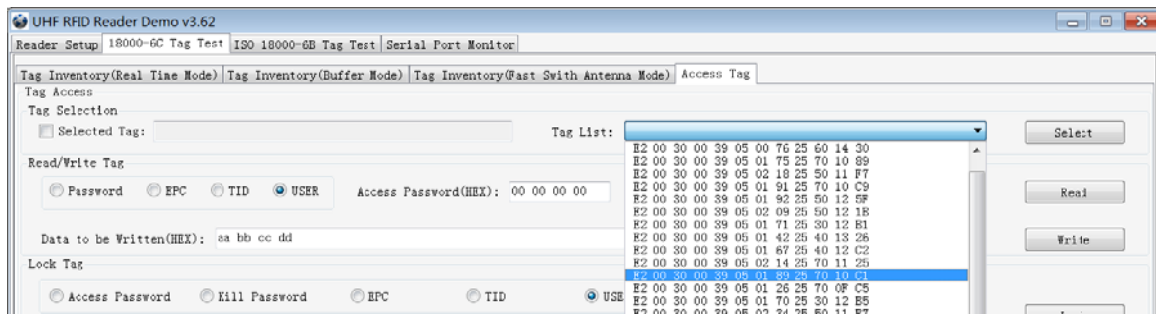 UHF RFID Reader Demo v3.62
Reader Setup 18000-6C Tag Test ISO 18000-6B Tag Test Serial Port Monitor
Tag Inventory(Real Time Mode) Tag Inventory(Buffer Mode) Tag Inventory(Fast Swith Antenna Mode) Access Tag
Tag Access
Tag Selection
Selected Tag: Tag List: Select
E2 00 30 00 39 05 00 76 25 60 14 30
E2 00 30 00 39 05 01 75 25 70 10 89
E2 00 30 00 39 05 02 18 25 50 11 F7
E2 00 30 00 39 05 01 91 25 70 10 C9
E2 00 30 00 39 05 01 92 25 50 12 5F
E2 00 30 00 39 05 02 09 25 50 12 1B
E2 00 30 00 39 05 01 71 25 30 12 B1
E2 00 30 00 39 05 01 42 25 40 13 26
E2 00 30 00 39 05 01 67 25 40 12 C2
E2 00 30 00 39 05 02 14 25 70 11 25
E2 00 30 00 39 05 01 89 25 70 10 C1
E2 00 30 00 39 05 01 26 25 70 0F C5
E2 00 30 00 39 05 01 70 25 30 12 B5
Read/Write Tag
Password EPC TID USER Access Password(HEX): 00 00 00 00 Read
Data to be Written(HEX): aa bb cc dd Write
Lock Tag
Access Password Kill Password EPC TID USE